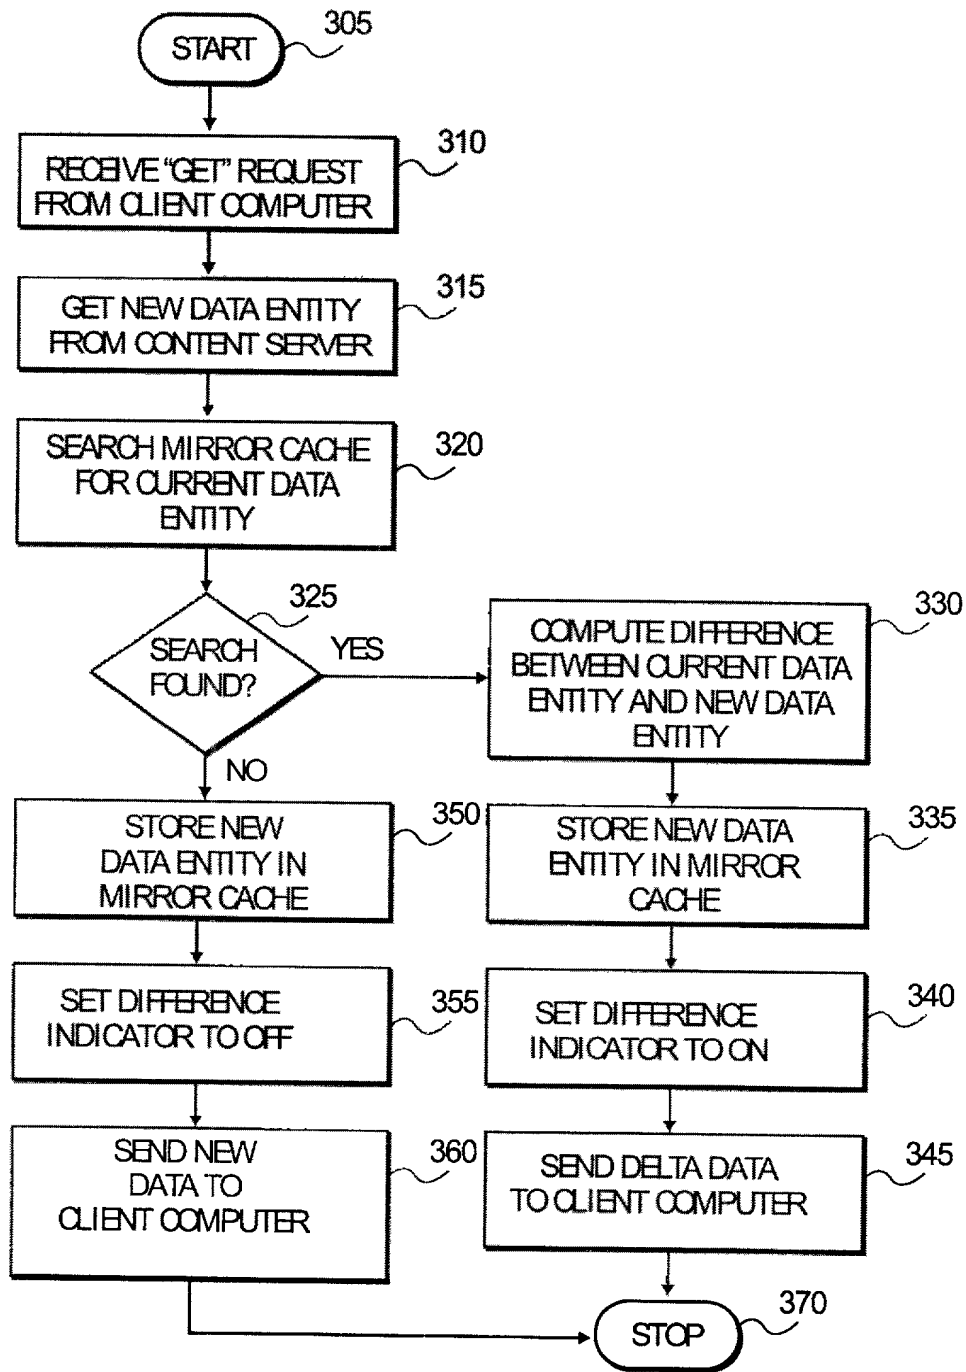 START
305
RECEIVE "GET" REQUEST
FROM CLIENT COMPUTER
310
GET NEW DATA ENTITY
FROM CONTENT SERVER
315
SEARCH MIRROR CACHE
FOR CURRENT DATA
ENTITY
320
SEARCH
FOUND?
325
YES
NO
COMPUTE DIFFERENCE
BETWEEN CURRENT DATA
ENTITY AND NEW DATA
ENTITY
330
STORE NEW
DATA ENTITY IN
MIRROR CACHE
350
STORE NEW DATA
ENTITY IN MIRROR
CACHE
335
SET DIFFERENCE
INDICATOR TO OFF
355
SET DIFFERENCE
INDICATOR TO ON
340
SEND NEW
DATA TO
CLIENT COMPUTER
360
SEND DELTA DATA
TO CLIENT COMPUTER
345
STOP
370